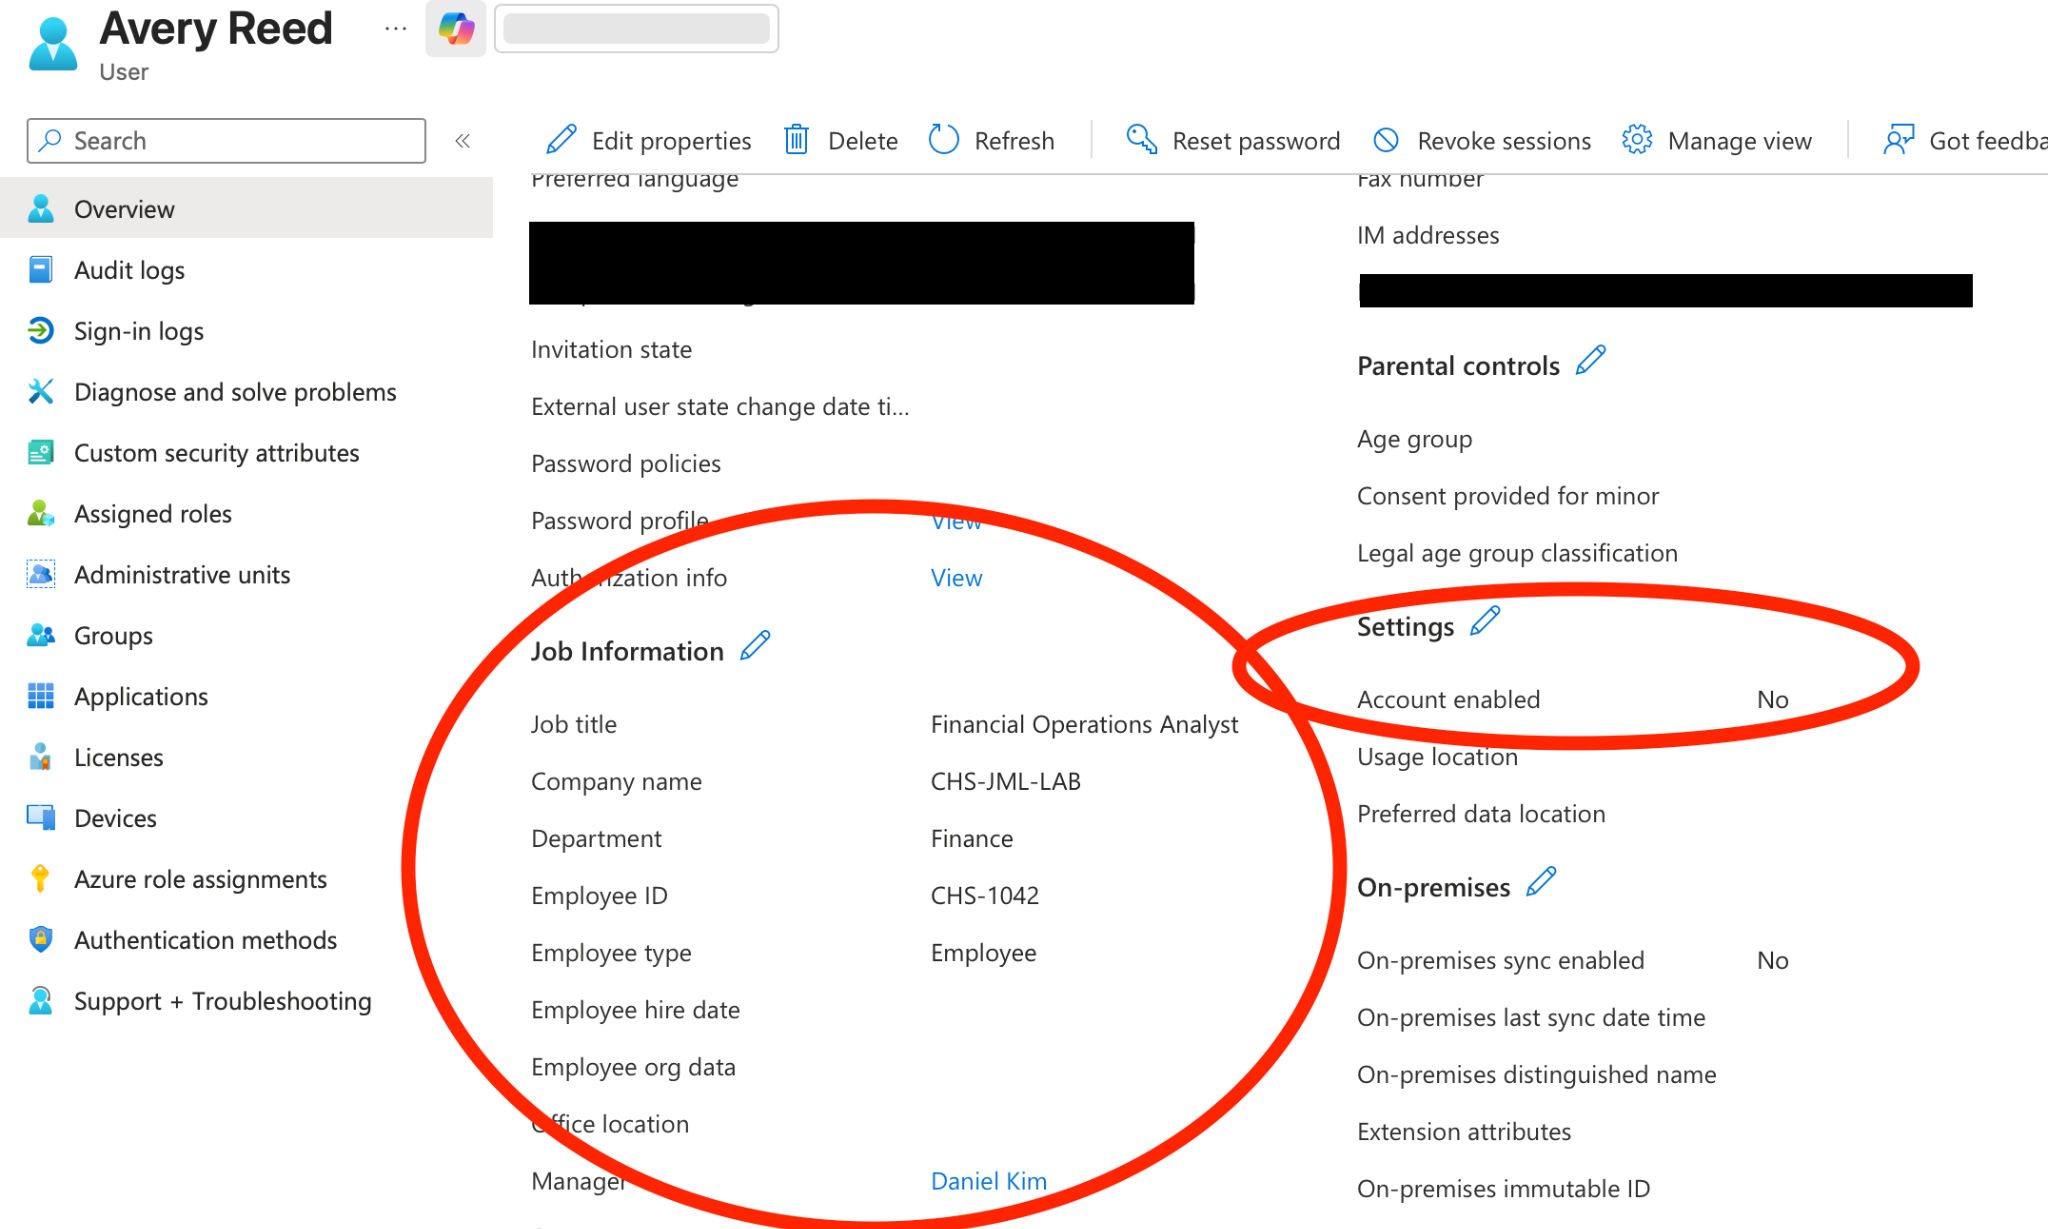 Avery Reed
...
User
Search
«
Edit properties
Delete
Refresh
Reset password
Revoke sessions
Manage view
Got feedba
Overview
Audit logs
Sign-in logs
Diagnose and solve problems
Custom security attributes
Assigned roles
Administrative units
Groups
Applications
Licenses
Devices
Azure role assignments
Authentication methods
Support + Troubleshooting
Preferred language
Invitation state
External user state change date ti...
Password policies
Password profile View
Authorization info View
Job Information
Job title Financial Operations Analyst
Company name CHS-JML-LAB
Department Finance
Employee ID CHS-1042
Employee type Employee
Employee hire date
Employee org data
Office location
Manager Daniel Kim
Fax number
IM addresses
Parental controls
Age group
Consent provided for minor
Legal age group classification
Settings
Account enabled No
Usage location
Preferred data location
On-premises
On-premises sync enabled No
On-premises last sync date time
On-premises distinguished name
Extension attributes
On-premises immutable ID